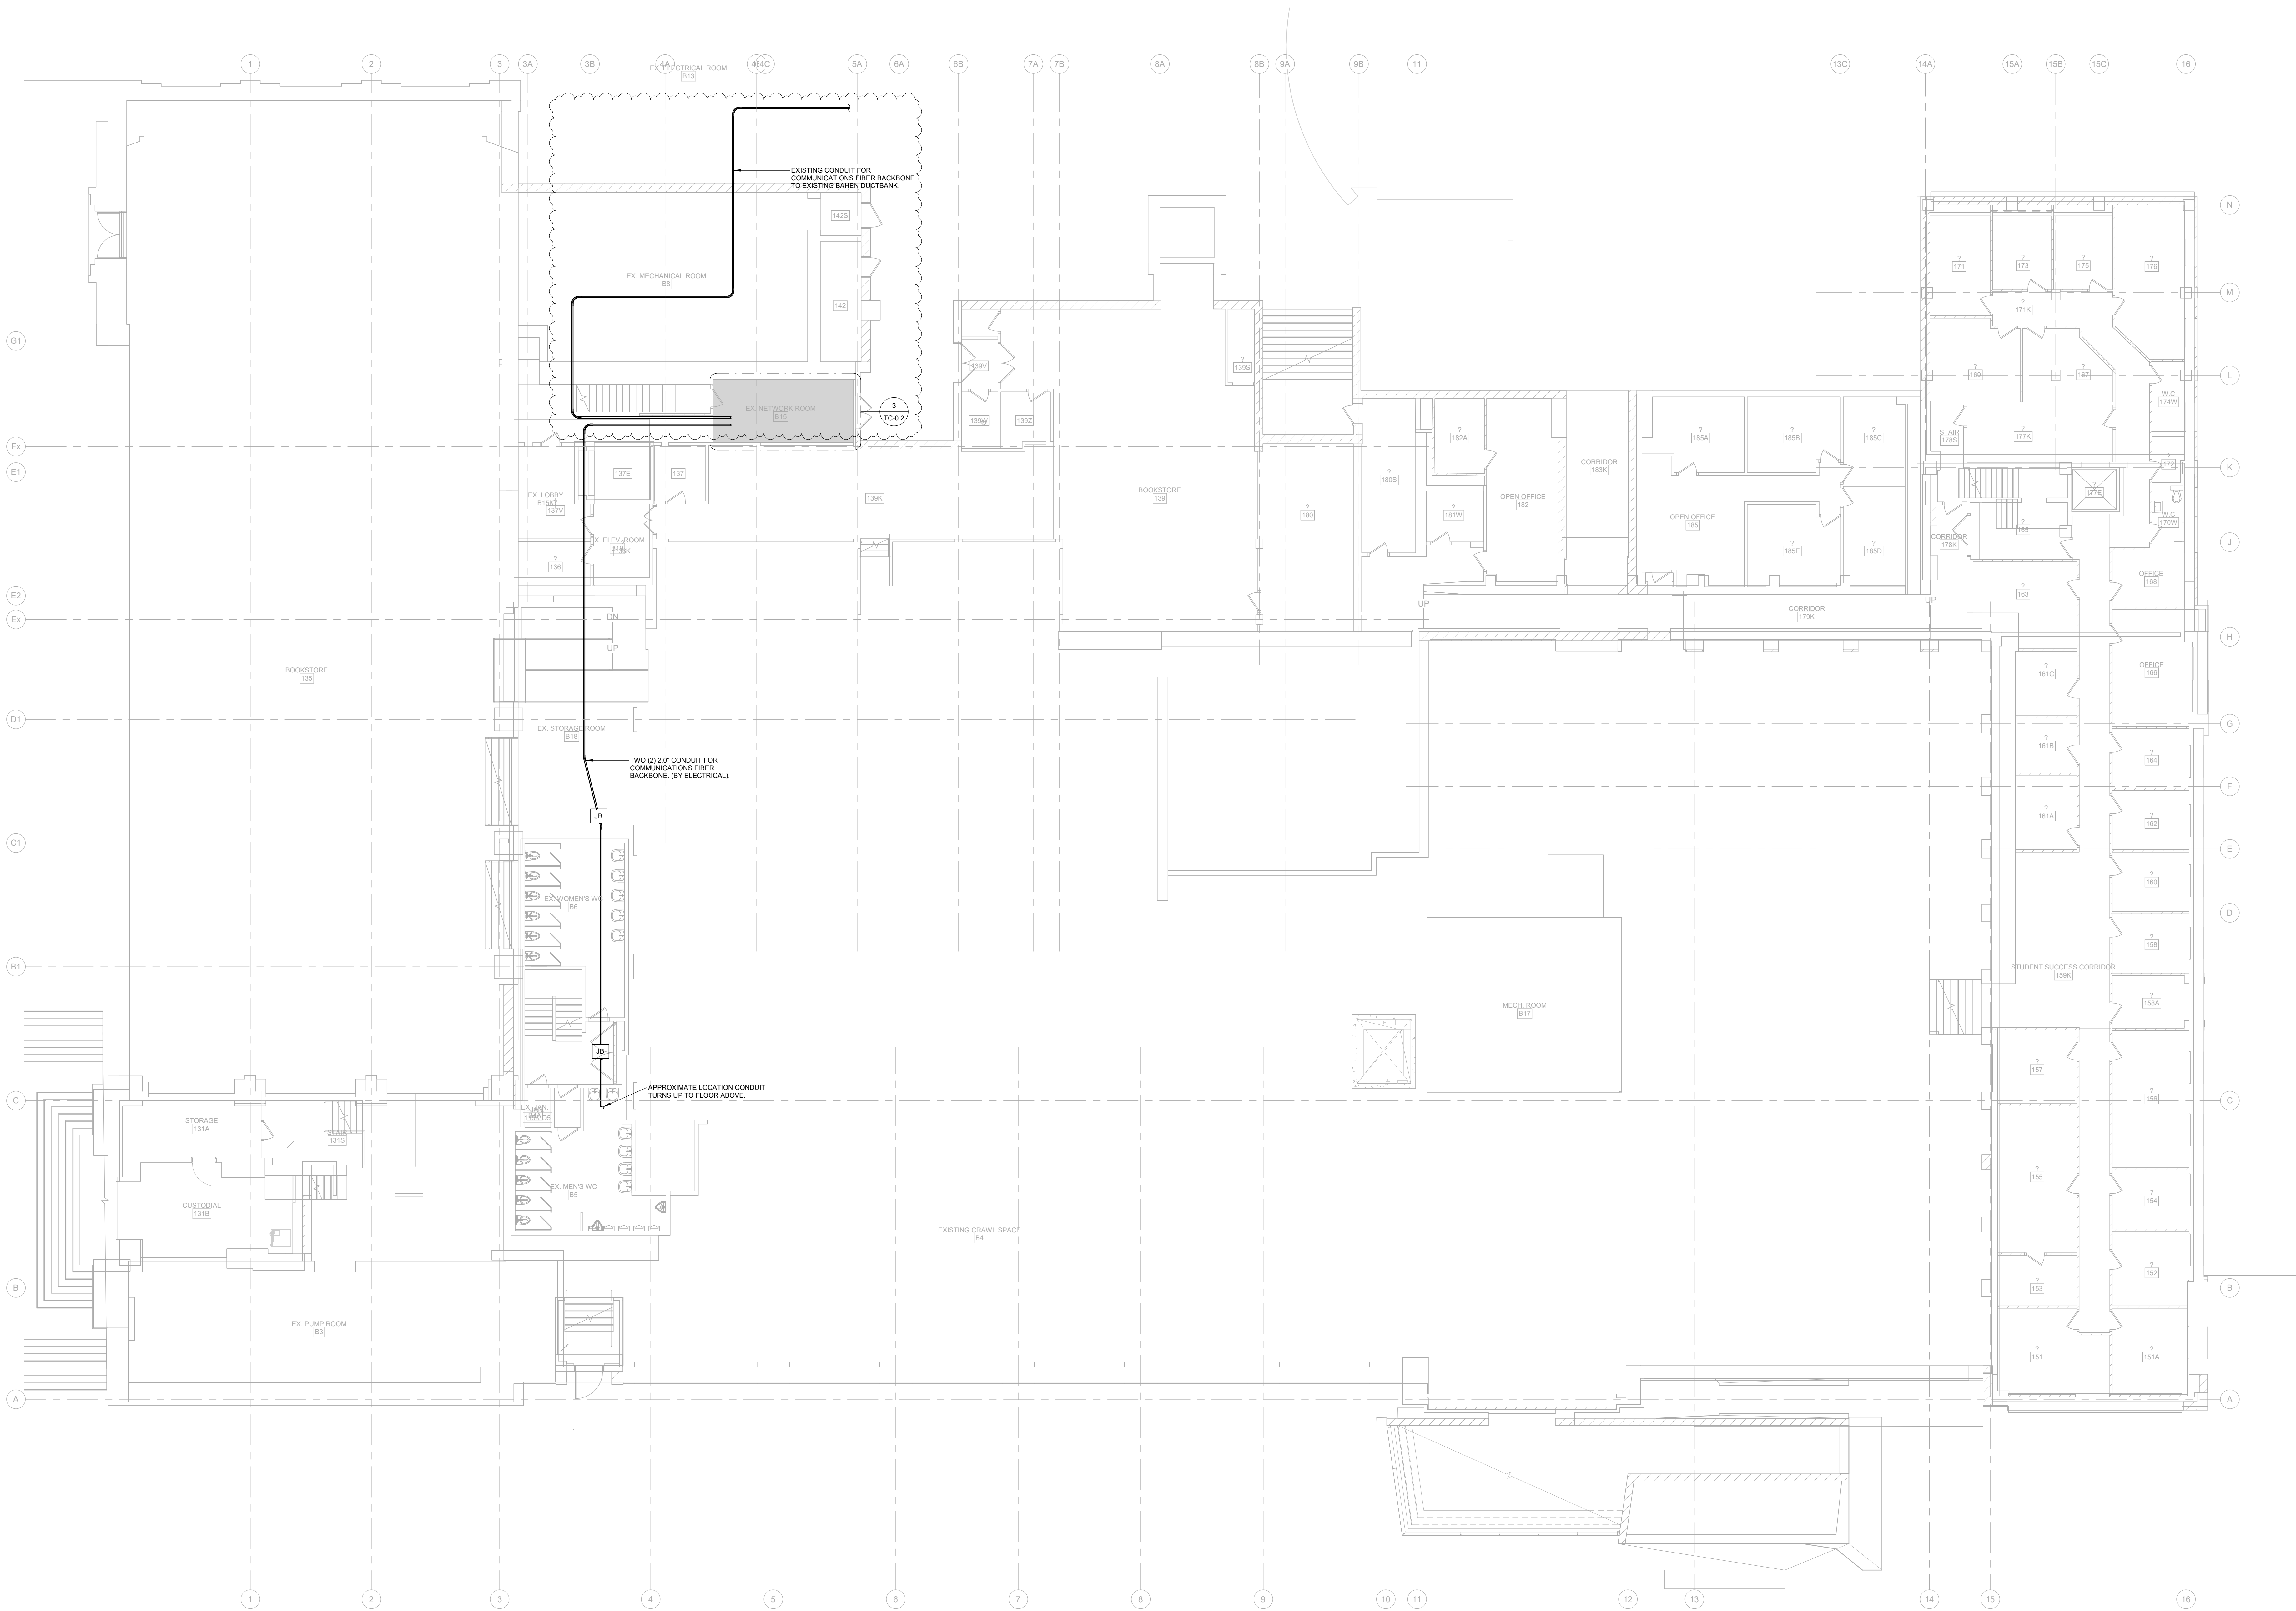 1
2
3
3A
3B
4A
4C
5A
6A
6B
7A
7B
8A
8B
9A
9B
11
13C
14A
15A
15B
15C
16
EX. ELECTRICAL ROOM
B13
EXISTING CONDUIT FOR
COMMUNICATIONS FIBER BACKBONE
TO EXISTING BAHEN DUCTBANK.
142S
EX. MECHANICAL ROOM
B8
142
N
M
L
K
J
H
G
F
E
D
C
B
A
G1
Fx
E1
E2
Ex
D1
C1
B1
C
B
A
?
171
?
173
?
175
?
176
?
171K
?
169
?
167
W.C
174W
STAIR
178S
?
177K
?
172
177E
W.C
170W
?
165
CORRIDOR
178K
139V
?
139S
139W
139Z
EX. NETWORK ROOM
B16
3
TC-0.2
137E
137
EX. LOBBY
B15K
137V
139K
EX. ELEV. ROOM
?
136
BOOKSTORE
139
?
180
?
180S
?
182A
?
181W
OPEN OFFICE
182
CORRIDOR
183K
?
185A
?
185B
?
185C
OPEN OFFICE
185
?
185E
?
185D
OFFICE
168
?
163
UP
UP
CORRIDOR
179K
DN
UP
BOOKSTORE
135
EX. STORAGE ROOM
B18
TWO (2) 2.0" CONDUIT FOR
COMMUNICATIONS FIBER
BACKBONE. (BY ELECTRICAL).
JB
?
161C
OFFICE
166
?
161B
?
164
?
161A
?
162
?
160
EX. WOMEN'S WC
B6
?
158
STUDENT SUCCESS CORRIDOR
159K
?
158A
MECH. ROOM
B17
JB
?
157
?
156
APPROXIMATE LOCATION CONDUIT
TURNS UP TO FLOOR ABOVE.
EX. JAN.
STORAGE
131A
131S
EX. MEN'S WC
B5
CUSTODIAL
131B
?
155
?
154
EXISTING CRAWL SPACE
B4
?
152
?
153
EX. PUMP ROOM
B3
?
151
?
151A
1
2
3
4
5
6
7
8
9
10
11
12
13
14
15
16